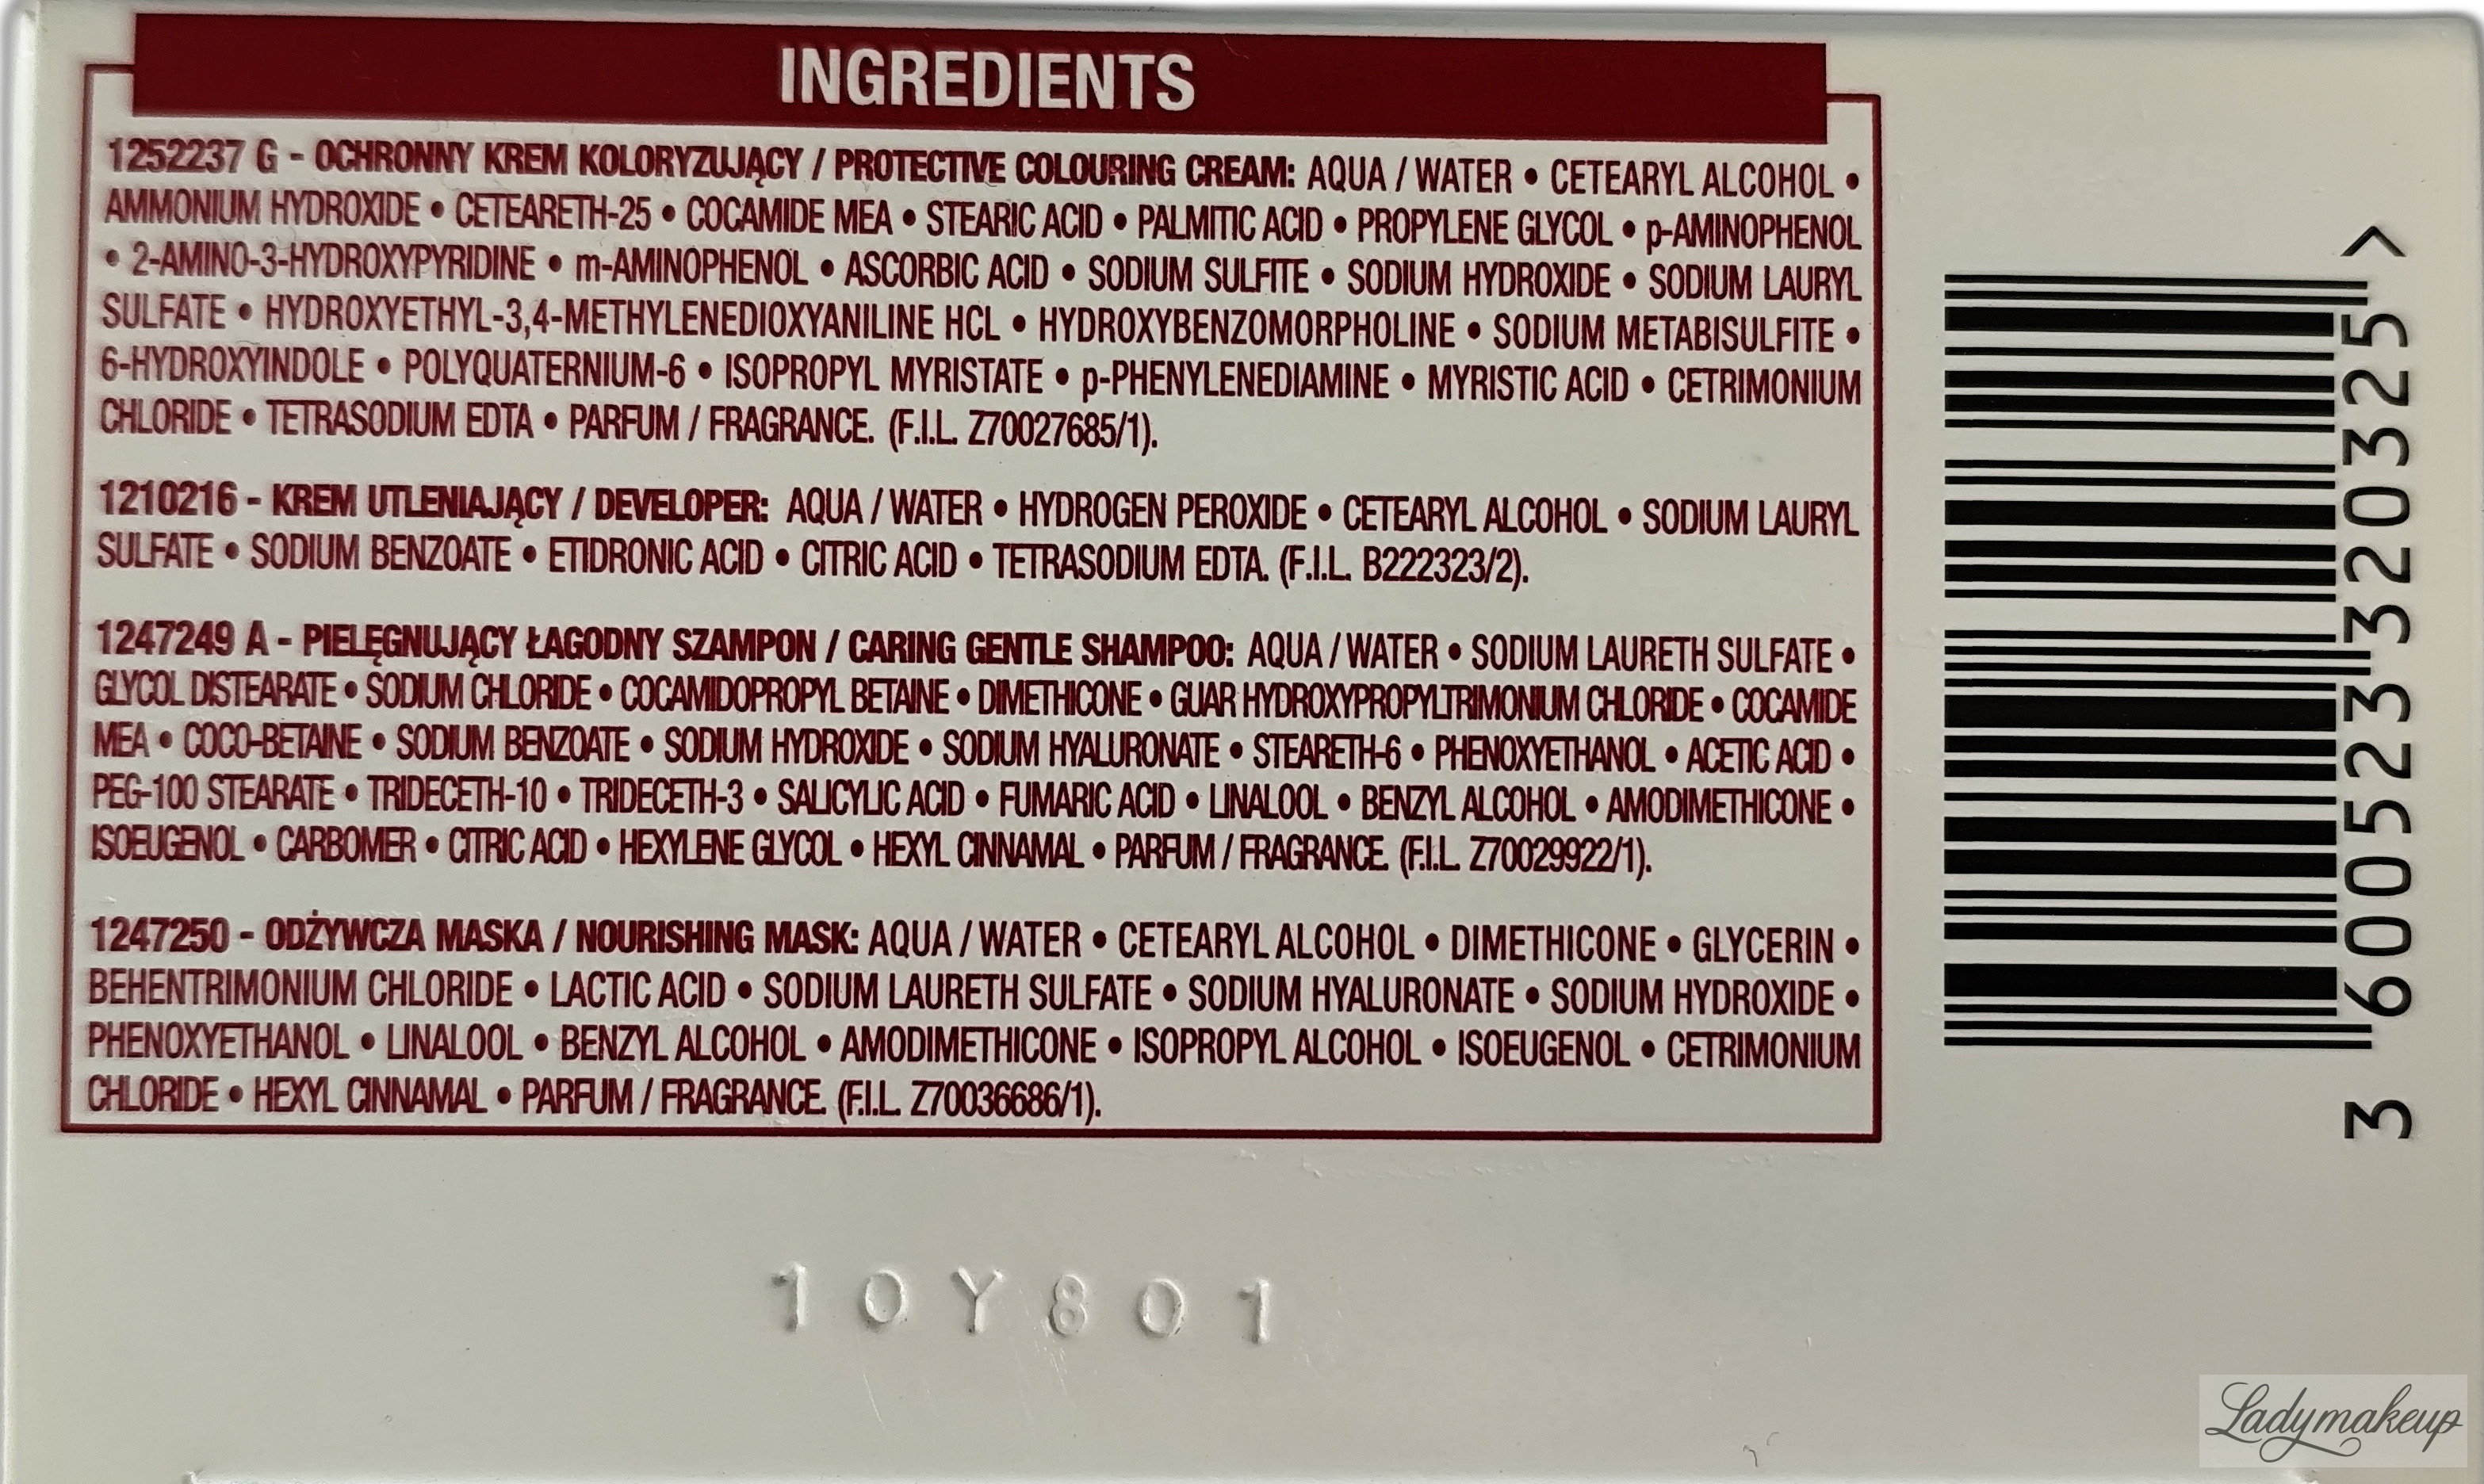 INGREDIENTS
1252237 G - OCHRONNY KREM KOLORYZUJĄCY / PROTECTIVE COLOURING CREAM: AQUA / WATER • CETEARYL ALCOHOL •
AMMONIUM HYDROXIDE • CETEARETH-25 • COCAMIDE MEA • STEARIC ACID • PALMITIC ACID • PROPYLENE GLYCOL • p-AMINOPHENOL
• 2-AMINO-3-HYDROXYPYRIDINE • m-AMINOPHENOL • ASCORBIC ACID • SODIUM SULFITE • SODIUM HYDROXIDE • SODIUM LAURYL
SULFATE • HYDROXYETHYL-3,4-METHYLENEDIOXYANILINE HCL • HYDROXYBENZOMORPHOLINE • SODIUM METABISULFITE •
6-HYDROXYINDOLE • POLYQUATERNIUM-6 • ISOPROPYL MYRISTATE • p-PHENYLENEDIAMINE • MYRISTIC ACID • CETRIMONIUM
CHLORIDE • TETRASODIUM EDTA • PARFUM / FRAGRANCE. (F.I.L. Z70027685/1).
1210216 - KREM UTLENIAJĄCY / DEVELOPER: AQUA / WATER • HYDROGEN PEROXIDE • CETEARYL ALCOHOL • SODIUM LAURYL
SULFATE • SODIUM BENZOATE • ETIDRONIC ACID • CITRIC ACID • TETRASODIUM EDTA. (F.I.L. B222323/2).
1247249 A - PIELĘGNUJĄCY ŁAGODNY SZAMPON / CARING GENTLE SHAMPOO: AQUA / WATER • SODIUM LAURETH SULFATE •
GLYCOL DISTEARATE • SODIUM CHLORIDE • COCAMIDOPROPYL BETAINE • DIMETHICONE • GUAR HYDROXYPROPYLTRIMONIUM CHLORIDE • COCAMIDE
MEA • COCO-BETAINE • SODIUM BENZOATE • SODIUM HYDROXIDE • SODIUM HYALURONATE • STEARETH-6 • PHENOXYETHANOL • ACETIC ACID •
PEG-100 STEARATE • TRIDECETH-10 • TRIDECETH-3 • SALICYLIC ACID • FUMARIC ACID • LINALOOL • BENZYL ALCOHOL • AMODIMETHICONE •
ISOEUGENOL • CARBOMER • CITRIC ACID • HEXYLENE GLYCOL • HEXYL CINNAMAL • PARFUM / FRAGRANCE. (F.I.L. Z70029922/1).
1247250 - ODŻYWCZA MASKA / NOURISHING MASK: AQUA / WATER • CETEARYL ALCOHOL • DIMETHICONE • GLYCERIN •
BEHENTRIMONIUM CHLORIDE • LACTIC ACID • SODIUM LAURETH SULFATE • SODIUM HYALURONATE • SODIUM HYDROXIDE •
PHENOXYETHANOL • LINALOOL • BENZYL ALCOHOL • AMODIMETHICONE • ISOPROPYL ALCOHOL • ISOEUGENOL • CETRIMONIUM
CHLORIDE • HEXYL CINNAMAL • PARFUM / FRAGRANCE. (F.I.L. Z70036686/1).
3 600523 320325 >
10Y801
Ladymakeup